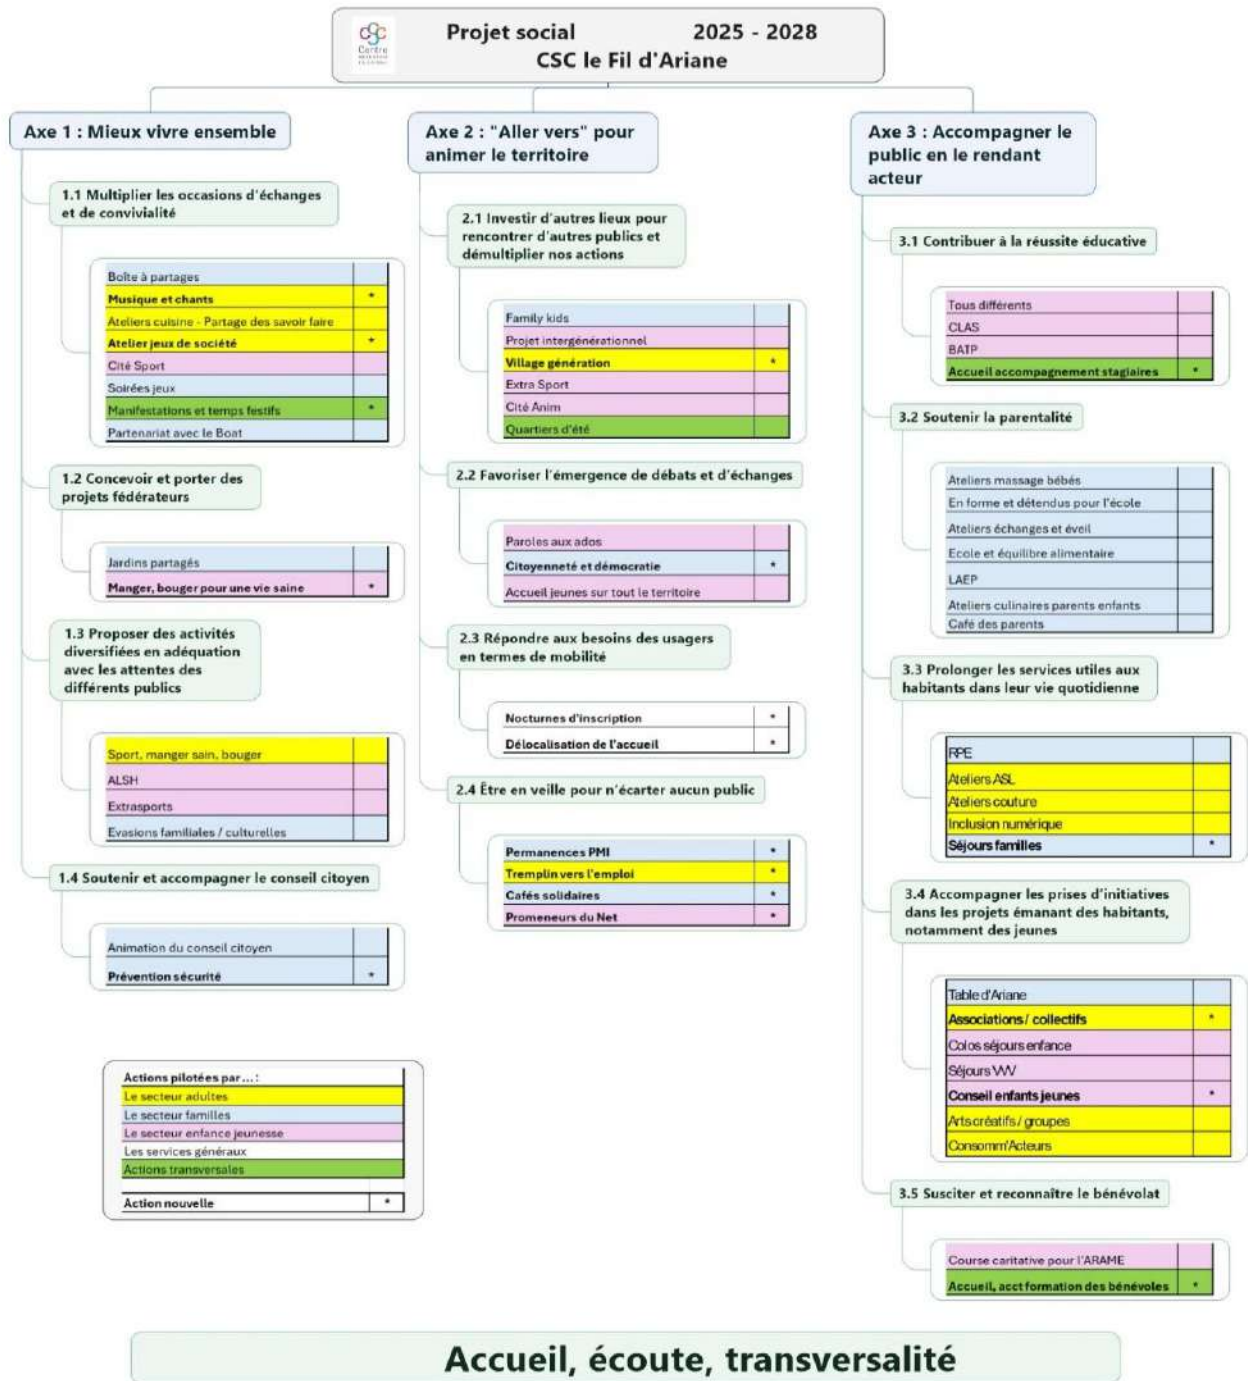 Projet social 2025 - 2028
CSC le Fil d'Ariane
CSC
Centre
Axe 1 : Mieux vivre ensemble
1.1 Multiplier les occasions d'échanges
et de convivialité
Boîte à partages
Musique et chants *
Ateliers cuisine - Partage des savoir faire
Atelier jeux de société *
Cité Sport
Soirées jeux
Manifestations et temps festifs *
Partenariat avec le Boat
1.2 Concevoir et porter des
projets fédérateurs
Jardins partagés
Manger, bouger pour une vie saine *
1.3 Proposer des activités
diversifiées en adéquation
avec les attentes des
différents publics
Sport, manger sain, bouger
ALSH
Extrasports
Evasions familiales / culturelles
1.4 Soutenir et accompagner le conseil citoyen
Animation du conseil citoyen
Prévention sécurité *
Actions pilotées par... :
Le secteur adultes
Le secteur familles
Le secteur enfance jeunesse
Les services généraux
Actions transversales
Action nouvelle *
Axe 2 : "Aller vers" pour
animer le territoire
2.1 Investir d'autres lieux pour
rencontrer d'autres publics et
démultiplier nos actions
Family kids
Projet intergénérationnel
Village génération *
Extra Sport
Cité Anim
Quartiers d'été
2.2 Favoriser l'émergence de débats et d'échanges
Paroles aux ados
Citoyenneté et démocratie *
Accueil jeunes sur tout le territoire
2.3 Répondre aux besoins des usagers
en termes de mobilité
Nocturnes d'inscription *
Délocalisation de l'accueil *
2.4 Être en veille pour n'écarter aucun public
Permanences PMI *
Tremplin vers l'emploi *
Cafés solidaires *
Promeneurs du Net *
Axe 3 : Accompagner le
public en le rendant
acteur
3.1 Contribuer à la réussite éducative
Tous différents
CLAS
BATP
Accueil accompagnement stagiaires *
3.2 Soutenir la parentalité
Ateliers massage bébés
En forme et détendus pour l'école
Ateliers échanges et éveil
Ecole et équilibre alimentaire
LAEP
Ateliers culinaires parents enfants
Café des parents
3.3 Prolonger les services utiles aux
habitants dans leur vie quotidienne
RPE
Ateliers ASL
Ateliers couture
Inclusion numérique
Séjours familles *
3.4 Accompagner les prises d'initiatives
dans les projets émanant des habitants,
notamment des jeunes
Table d'Ariane
Associations / collectifs *
Colos séjours enfance
Séjours VVV
Conseil enfants jeunes *
Arts créatifs / groupes
Consomm'Acteurs
3.5 Susciter et reconnaître le bénévolat
Course caritative pour l'ARAME
Accueil, acct formation des bénévoles *
Accueil, écoute, transversalité